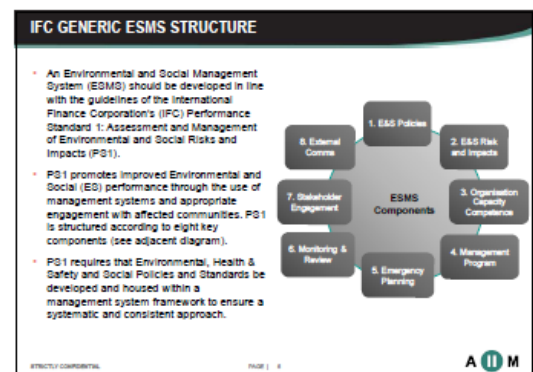 IFC GENERIC ESMS STRUCTURE
• An Environmental and Social Management
System (ESMS) should be developed in line
with the guidelines of the International
Finance Corporation's (IFC) Performance
Standard 1: Assessment and Management
of Environmental and Social Risks and
Impacts (PS1).
• PS1 promotes improved Environmental and
Social (ES) performance through the use of
management systems and appropriate
engagement with affected communities. PS1
is structured according to eight key
components (see adjacent diagram).
• PS1 requires that Environmental, Health &
Safety and Social Policies and Standards be
developed and housed within a
management system framework to ensure a
systematic and consistent approach.
1. E&S Policies
2. E&S Risk
and Impacts
3. Organisation
Capacity
Competence
4. Management
Program
5. Emergency
Planning
6. Monitoring &
Review
7. Stakeholder
Engagement
8. External
Comms
ESMS
Components
STRICTLY CONFIDENTIAL
PAGE |
A II M